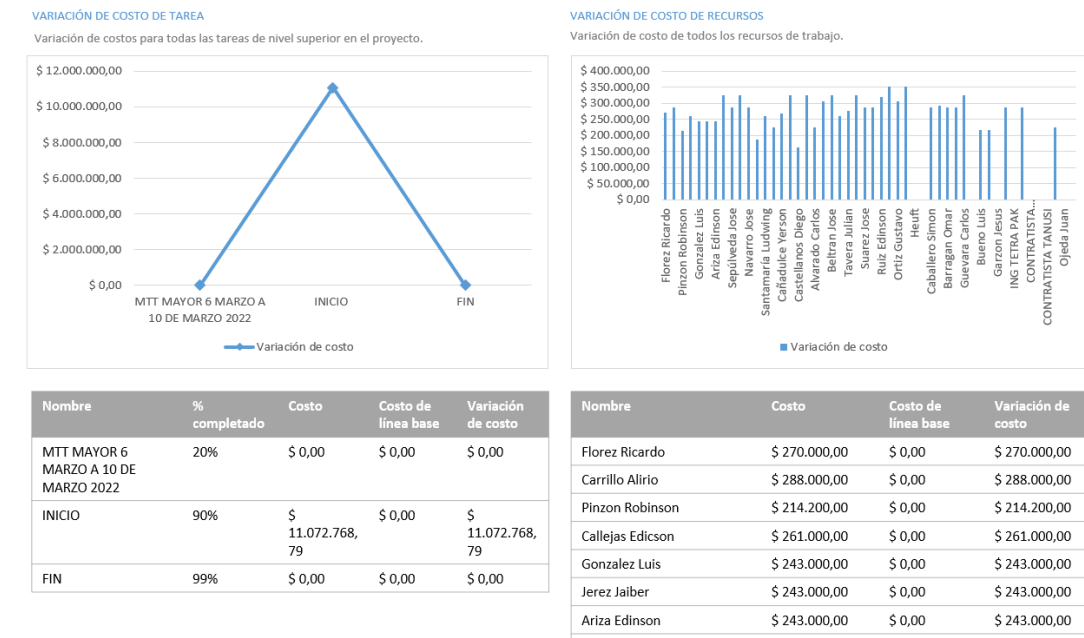 VARIACIÓN DE COSTO DE TAREA
Variación de costos para todas las tareas de nivel superior en el proyecto.
$ 12.000.000,00
$ 10.000.000,00
$ 8.000.000,00
$ 6.000.000,00
$ 4.000.000,00
$ 2.000.000,00
$ 0,00
MTT MAYOR 6 MARZO A
10 DE MARZO 2022
INICIO
FIN
Variación de costo
Nombre % completado Costo Costo de línea base Variación de costo
MTT MAYOR 6 MARZO A 10 DE MARZO 2022 20% $ 0,00 $ 0,00 $ 0,00
INICIO 90% $ 11.072.768,79 $ 0,00 $ 11.072.768,79
FIN 99% $ 0,00 $ 0,00 $ 0,00
VARIACIÓN DE COSTO DE RECURSOS
Variación de costo de todos los recursos de trabajo.
$ 400.000,00
$ 350.000,00
$ 300.000,00
$ 250.000,00
$ 200.000,00
$ 150.000,00
$ 100.000,00
$ 50.000,00
$ 0,00
Florez Ricardo
Pinzon Robinson
Gonzalez Luis
Ariza Edinson
Sepúlveda Jose
Navarro Jose
Santamaría Ludwing
Cañadulce Yerson
Castellanos Diego
Alvarado Carlos
Beltran Jose
Tavera Julian
Suarez Jose
Ruiz Edinson
Ortiz Gustavo
Heuft
Caballero Simon
Barragan Omar
Guevara Carlos
Bueno Luis
Garzon Jesus
ING TETRA PAK
CONTRATISTA...
CONTRATISTA TANUSI
Ojeda Juan
Variación de costo
Nombre Costo Costo de línea base Variación de costo
Florez Ricardo $ 270.000,00 $ 0,00 $ 270.000,00
Carrillo Alirio $ 288.000,00 $ 0,00 $ 288.000,00
Pinzon Robinson $ 214.200,00 $ 0,00 $ 214.200,00
Callejas Edicson $ 261.000,00 $ 0,00 $ 261.000,00
Gonzalez Luis $ 243.000,00 $ 0,00 $ 243.000,00
Jerez Jaiber $ 243.000,00 $ 0,00 $ 243.000,00
Ariza Edinson $ 243.000,00 $ 0,00 $ 243.000,00